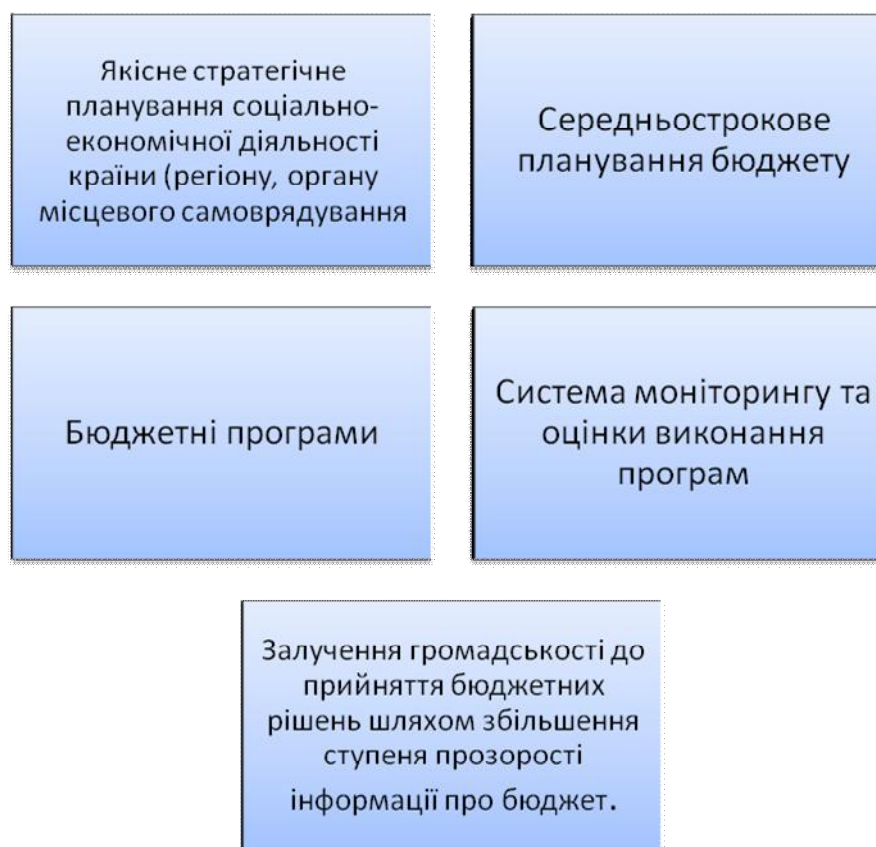 Якісне стратегічне
планування соціально-
економічної діяльності
країни (регіону, органу
місцевого самоврядування
Середньострокове
планування бюджету
Бюджетні програми
Система моніторингу та
оцінки виконання
програм
Залучення громадськості до
прийняття бюджетних
рішень шляхом збільшення
ступеня прозорості
інформації про бюджет.